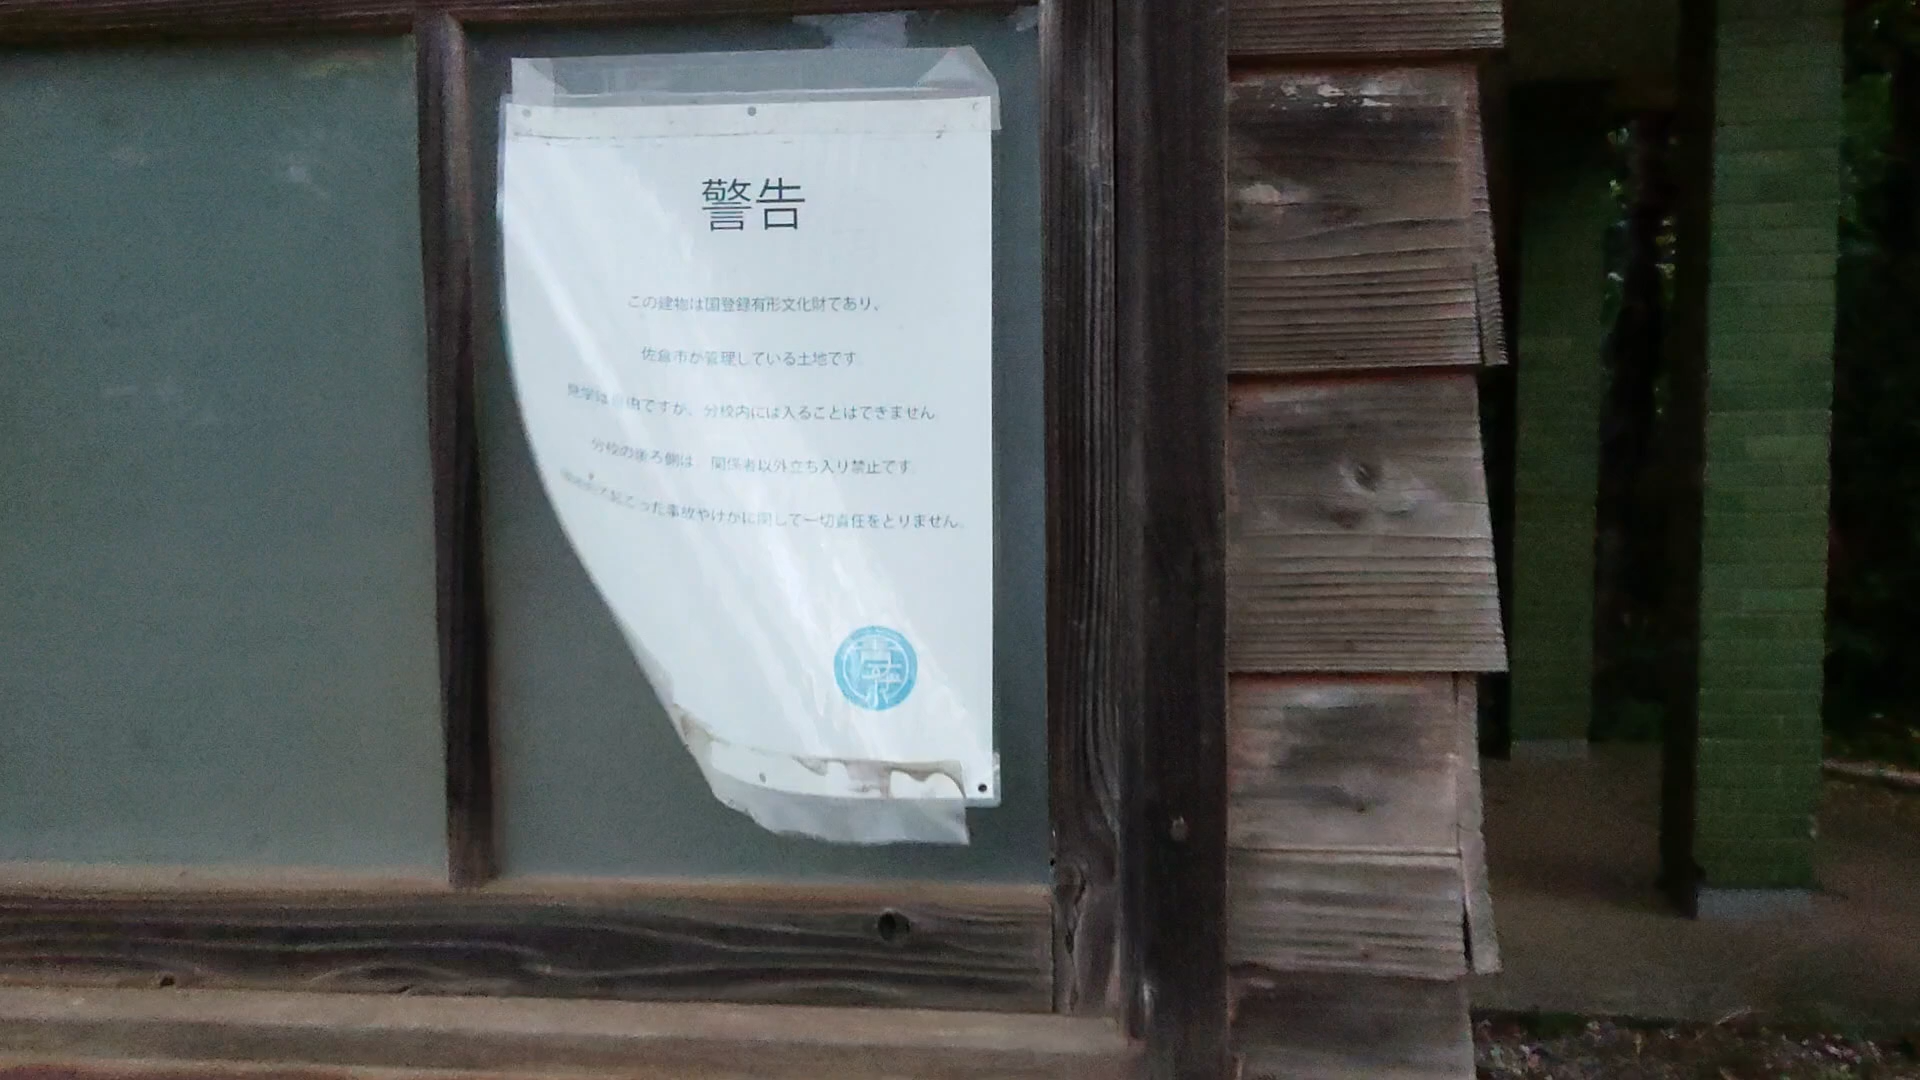 警告
この建物は国登録有形文化財であり、
佐倉市が管理している土地です
見学は自由ですが、分校内には入ることはできません
分校の後ろ側は 関係者以外立ち入り禁止です
で起こった事故やけがに関して一切責任をとりません。